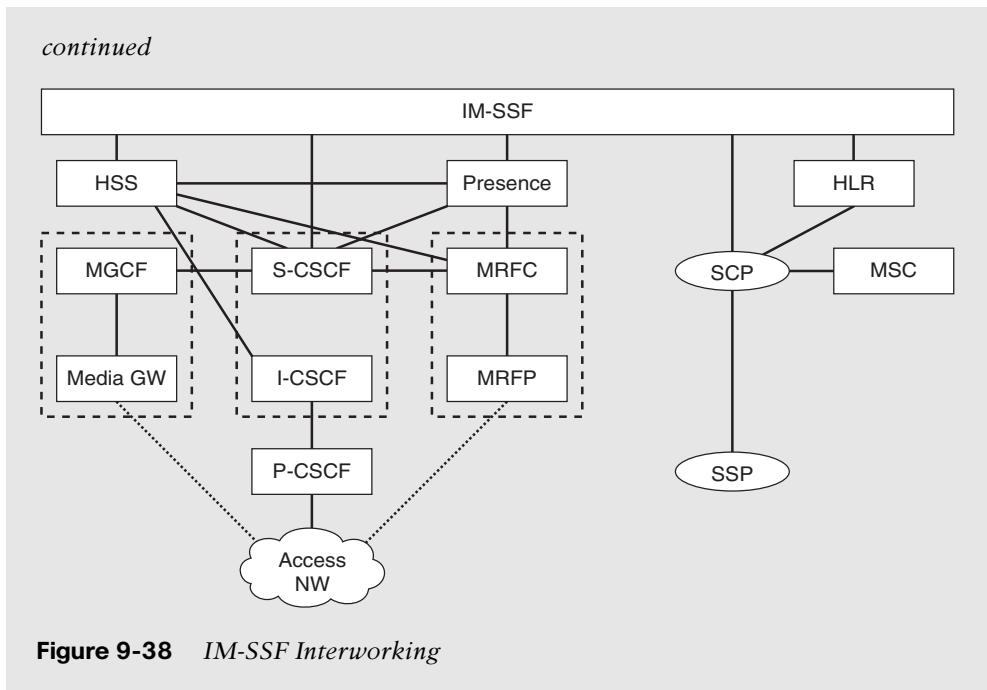 continued
IM-SSF
HSS
Presence
HLR
MGCF
S-CSCF
MRFC
SCP
MSC
Media GW
I-CSCF
MRFP
P-CSCF
SSP
Access
NW
Figure 9-38 IM-SSF Interworking